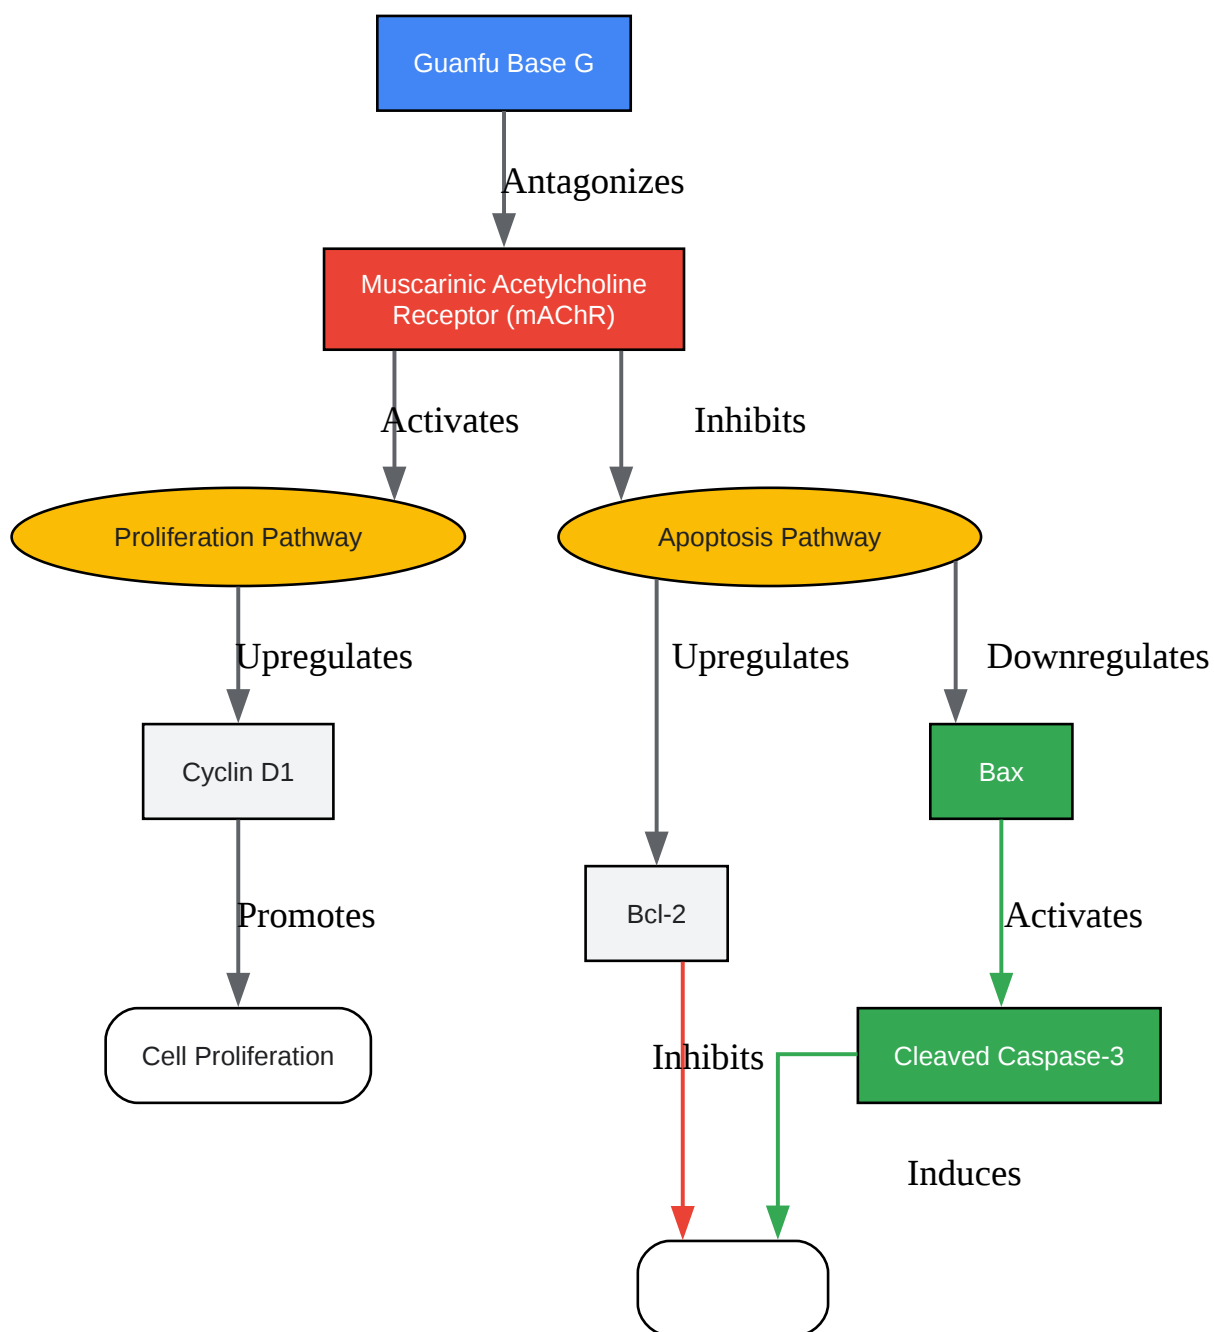 Guanfu Base G
Antagonizes
Muscarinic Acetylcholine
Receptor (mAChR)
Activates
Inhibits
Proliferation Pathway
Apoptosis Pathway
Upregulates
Upregulates
Downregulates
Cyclin D1
Bax
Promotes
Bcl-2
Activates
Cell Proliferation
Inhibits
Cleaved Caspase-3
Induces